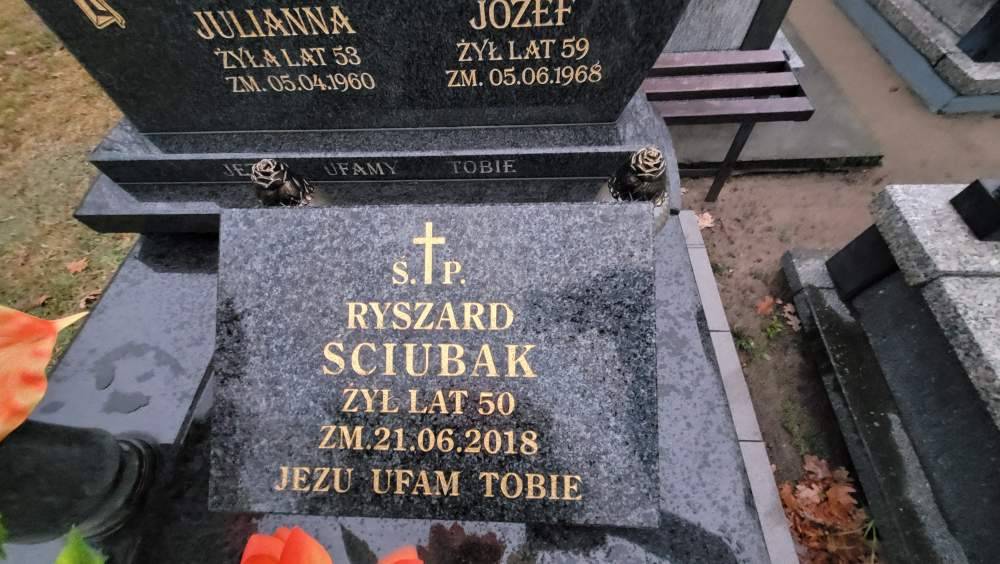 JULIANNA
ŻYŁA LAT 53
ZM. 05.04.1960
JÓZEF
ŻYŁ LAT 59
ZM. 05.06.1968
UFAMY TOBIE
Ś.P.
RYSZARD
SCIUBAK
ŻYŁ LAT 50
ZM.21.06.2018
JEZU UFAM TOBIE